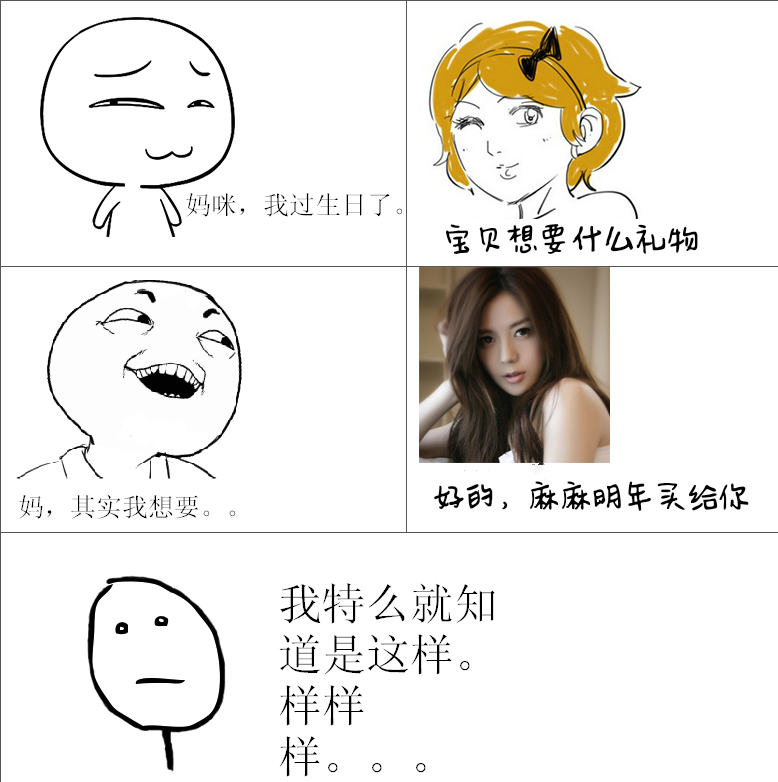 妈咪，我过生日了。
宝贝想要什么礼物
妈，其实我想要。。
好的，麻麻明年买给你
我特么就知
道是这样。
样样
样。。。